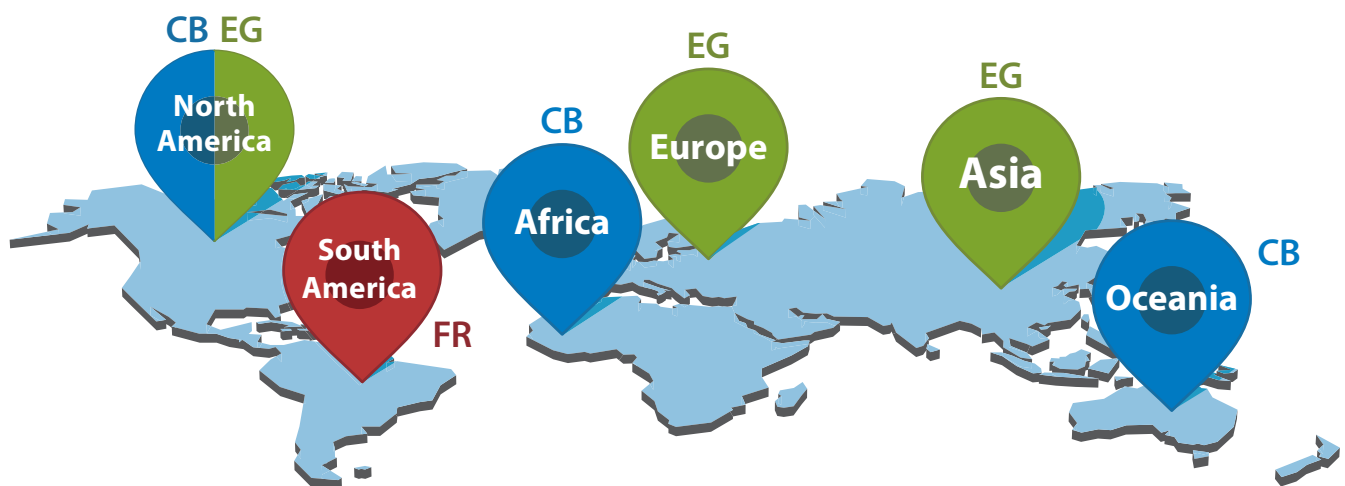 CB EG
North
America
South
America
FR
CB
Africa
EG
Europe
EG
Asia
CB
Oceania